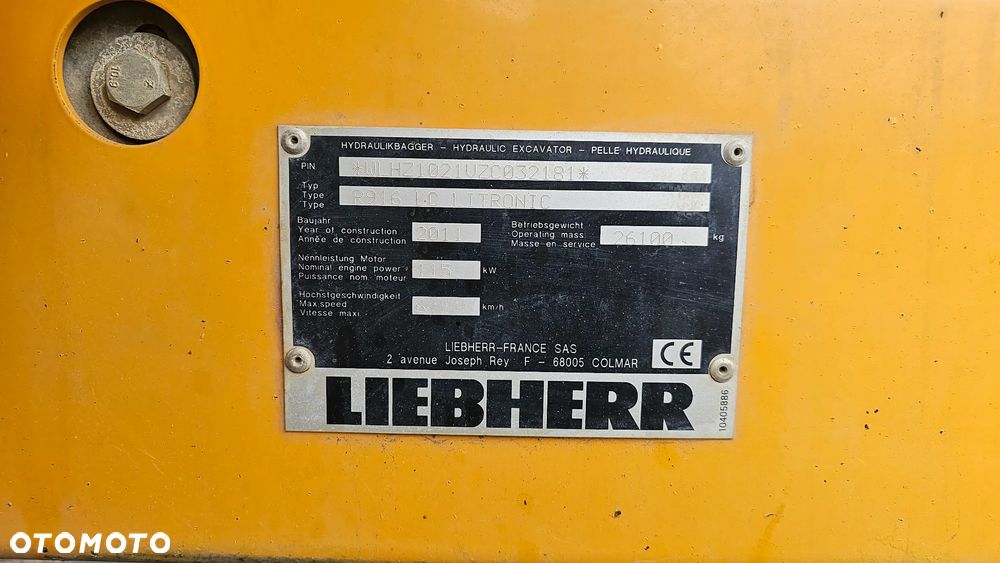 HYDRAULIKBAGGER - HYDRAULIC EXCAVATOR - PELLE HYDRAULIQUE
PIN *WLHZ1021VZC032181*
Typ
Type R916 LC LITRONIC
Type
Baujahr
Year of construction 2011
Année de construction
Betriebsgewicht
Operating mass 26100 kg
Masse en service
Nennleistung Motor
Nominal engine power 115 kW
Puissance nom. moteur
Höchstgeschwindigkeit
Max.speed km/h
Vitesse maxi.
LIEBHERR-FRANCE SAS
2 avenue Joseph Rey F - 68005 COLMAR
CE
LIEBHERR
10405886
OTOMOTO